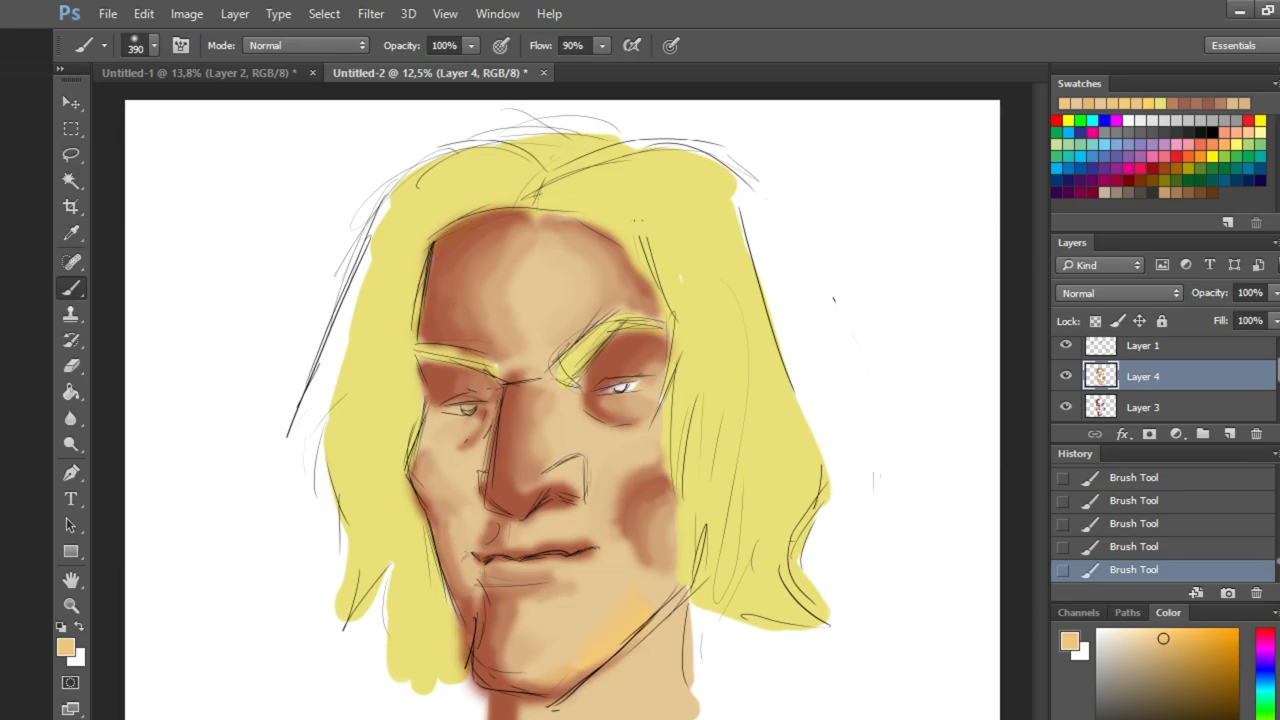 Ps File Edit Image Layer Type Select Filter 3D View Window Help
390 Mode: Normal Opacity: 100% Flow: 90% Essentials
Untitled-1 @ 13,8% (Layer 2, RGB/8) * × Untitled-2 @ 12,5% (Layer 4, RGB/8) * ×
Swatches
Layers
Kind
Normal Opacity: 100%
Lock: Fill: 100%
Layer 1
Layer 4
Layer 3
fx
History
Brush Tool
Brush Tool
Brush Tool
Brush Tool
Brush Tool
Channels Paths Color